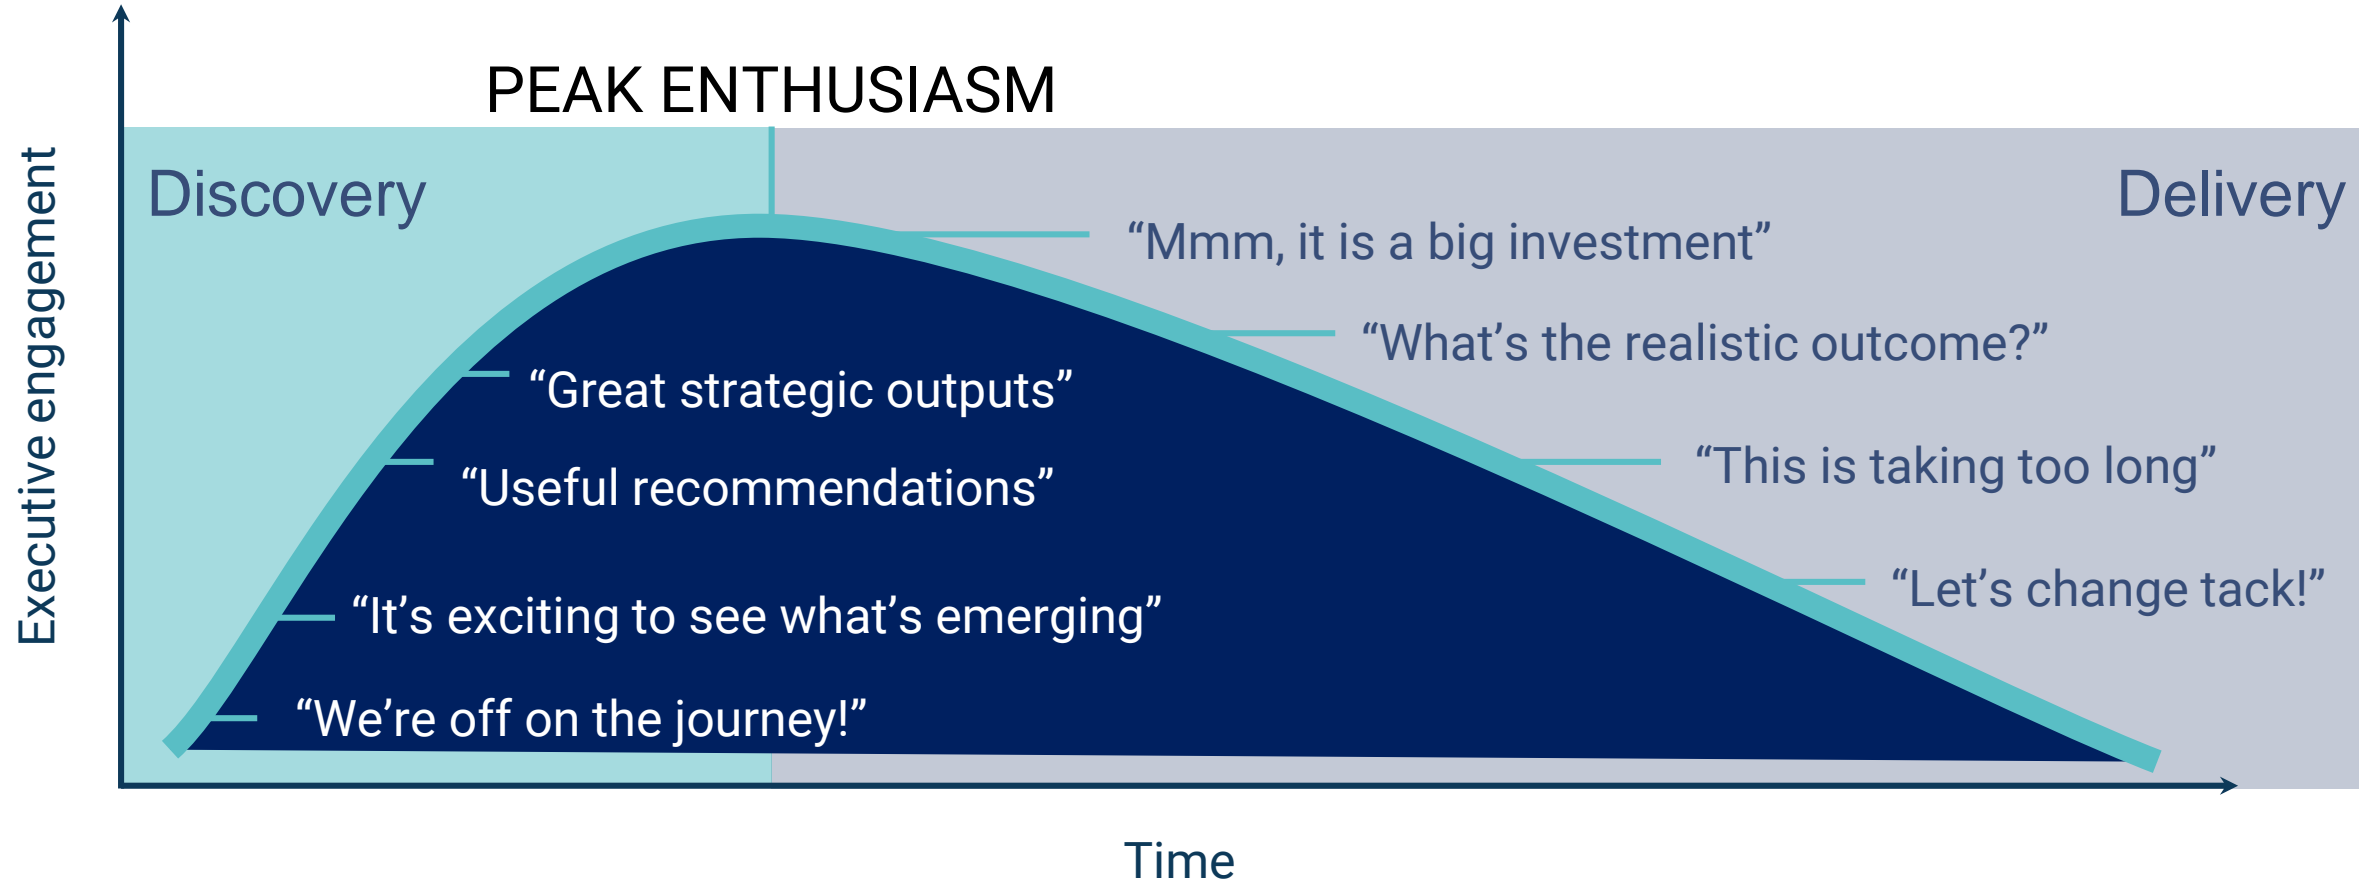 PEAK ENTHUSIASM
Discovery
Delivery
Executive engagement
“Mmm, it is a big investment”
“What’s the realistic outcome?”
“Great strategic outputs”
“This is taking too long”
“Useful recommendations”
“Let’s change tack!”
“It’s exciting to see what’s emerging”
“We’re off on the journey!”
Time